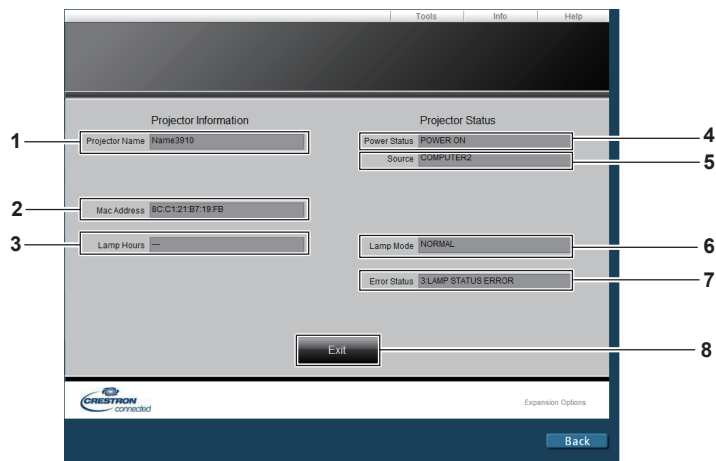 Tools Info Help
Projector Information
Projector Status
1 Projector Name Name3910
Power Status POWER ON 4
Source COMPUTER2 5
2 Mac Address 8C:C1:21:B7:19:FB
3 Lamp Hours ---
Lamp Mode NORMAL 6
Error Status 3:LAMP STATUS ERROR 7
Exit 8
CRESTRON
connected
Expansion Options
Back